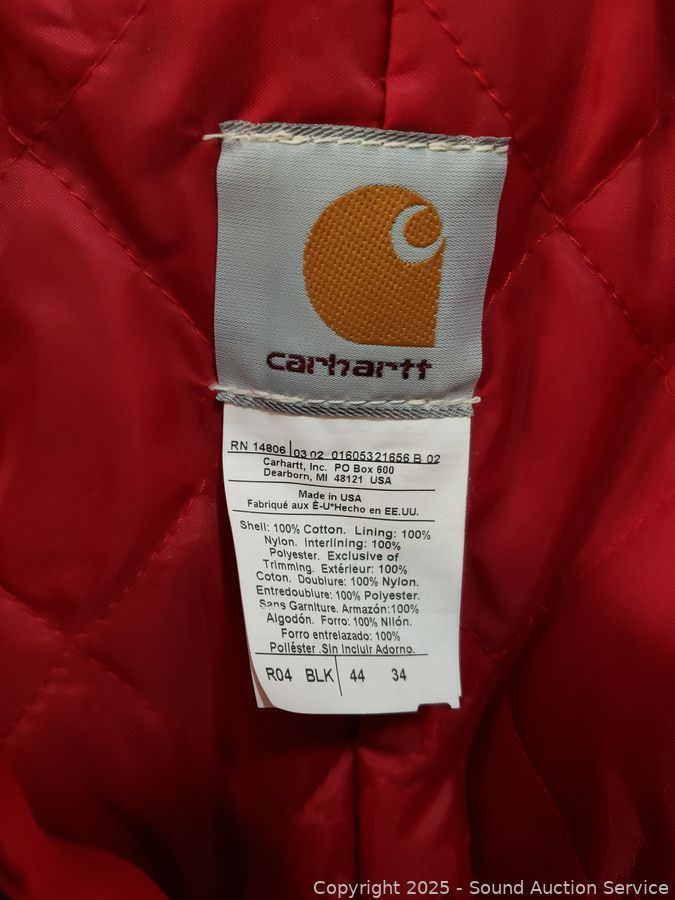 carhartt
RN 14806 03 02 01605321656 B 02
Carhartt, Inc. PO Box 600
Dearborn, MI 48121 USA
Made in USA
Fabriqué aux È-U*Hecho en EE.UU.
Shell: 100% Cotton. Lining: 100%
Nylon. Interlining: 100%
Polyester. Exclusive of
Trimming. Extérieur: 100%
Coton. Doublure: 100% Nylon.
Entredoublure: 100% Polyester.
Sans Garniture. Armazón:100%
Algodón. Forro: 100% Nilón.
Forro entrelazado: 100%
Poliéster .Sin Incluir Adorno.
R04 BLK 44 34
Copyright 2025 - Sound Auction Service